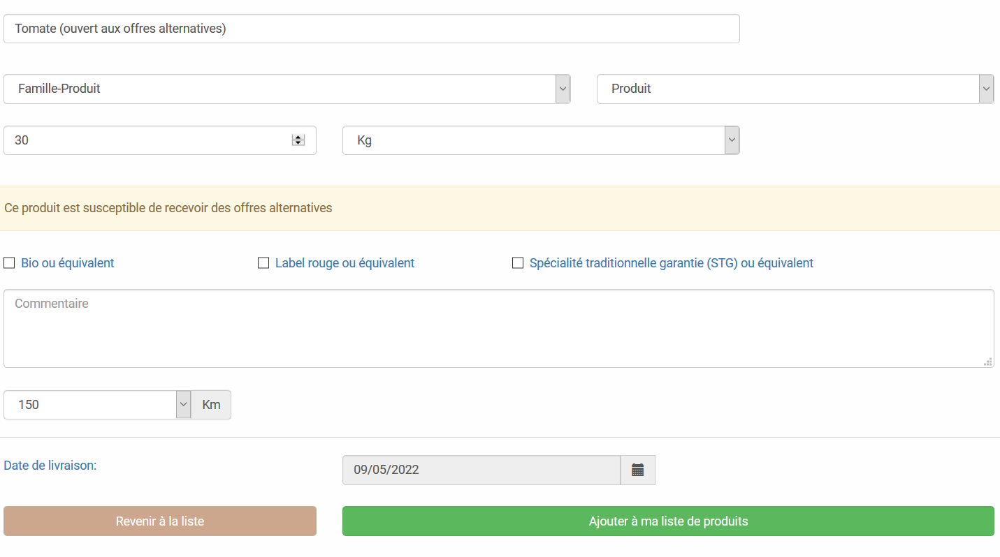 Tomate (ouvert aux offres alternatives)
Famille-Produit
Produit
30
Kg
Ce produit est susceptible de recevoir des offres alternatives
Bio ou équivalent
Label rouge ou équivalent
Spécialité traditionnelle garantie (STG) ou équivalent
Commentaire
150
Km
Date de livraison:
09/05/2022
Revenir à la liste
Ajouter à ma liste de produits